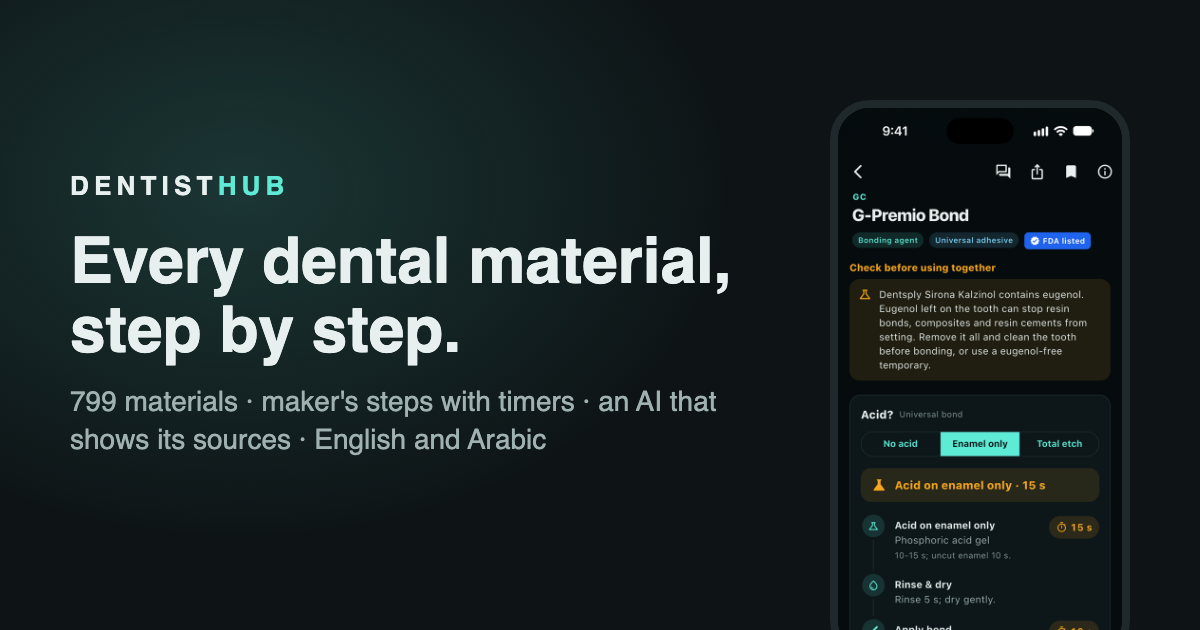 DENTISTHUB
Every dental material,
step by step.
799 materials · maker's steps with timers · an AI that
shows its sources · English and Arabic
9:41
GC
G-Premio Bond
Bonding agent
Universal adhesive
FDA listed
Check before using together
Dentsply Sirona Kalzinol contains eugenol.
Eugenol left on the tooth can stop resin
bonds, composites and resin cements from
setting. Remove it all and clean the tooth
before bonding, or use a eugenol-free
temporary.
Acid? Universal bond
No acid
Enamel only
Total etch
Acid on enamel only · 15 s
Acid on enamel only
15 s
Phosphoric acid gel
10-15 s; uncut enamel 10 s.
Rinse & dry
Rinse 5 s; dry gently.
Apply bond